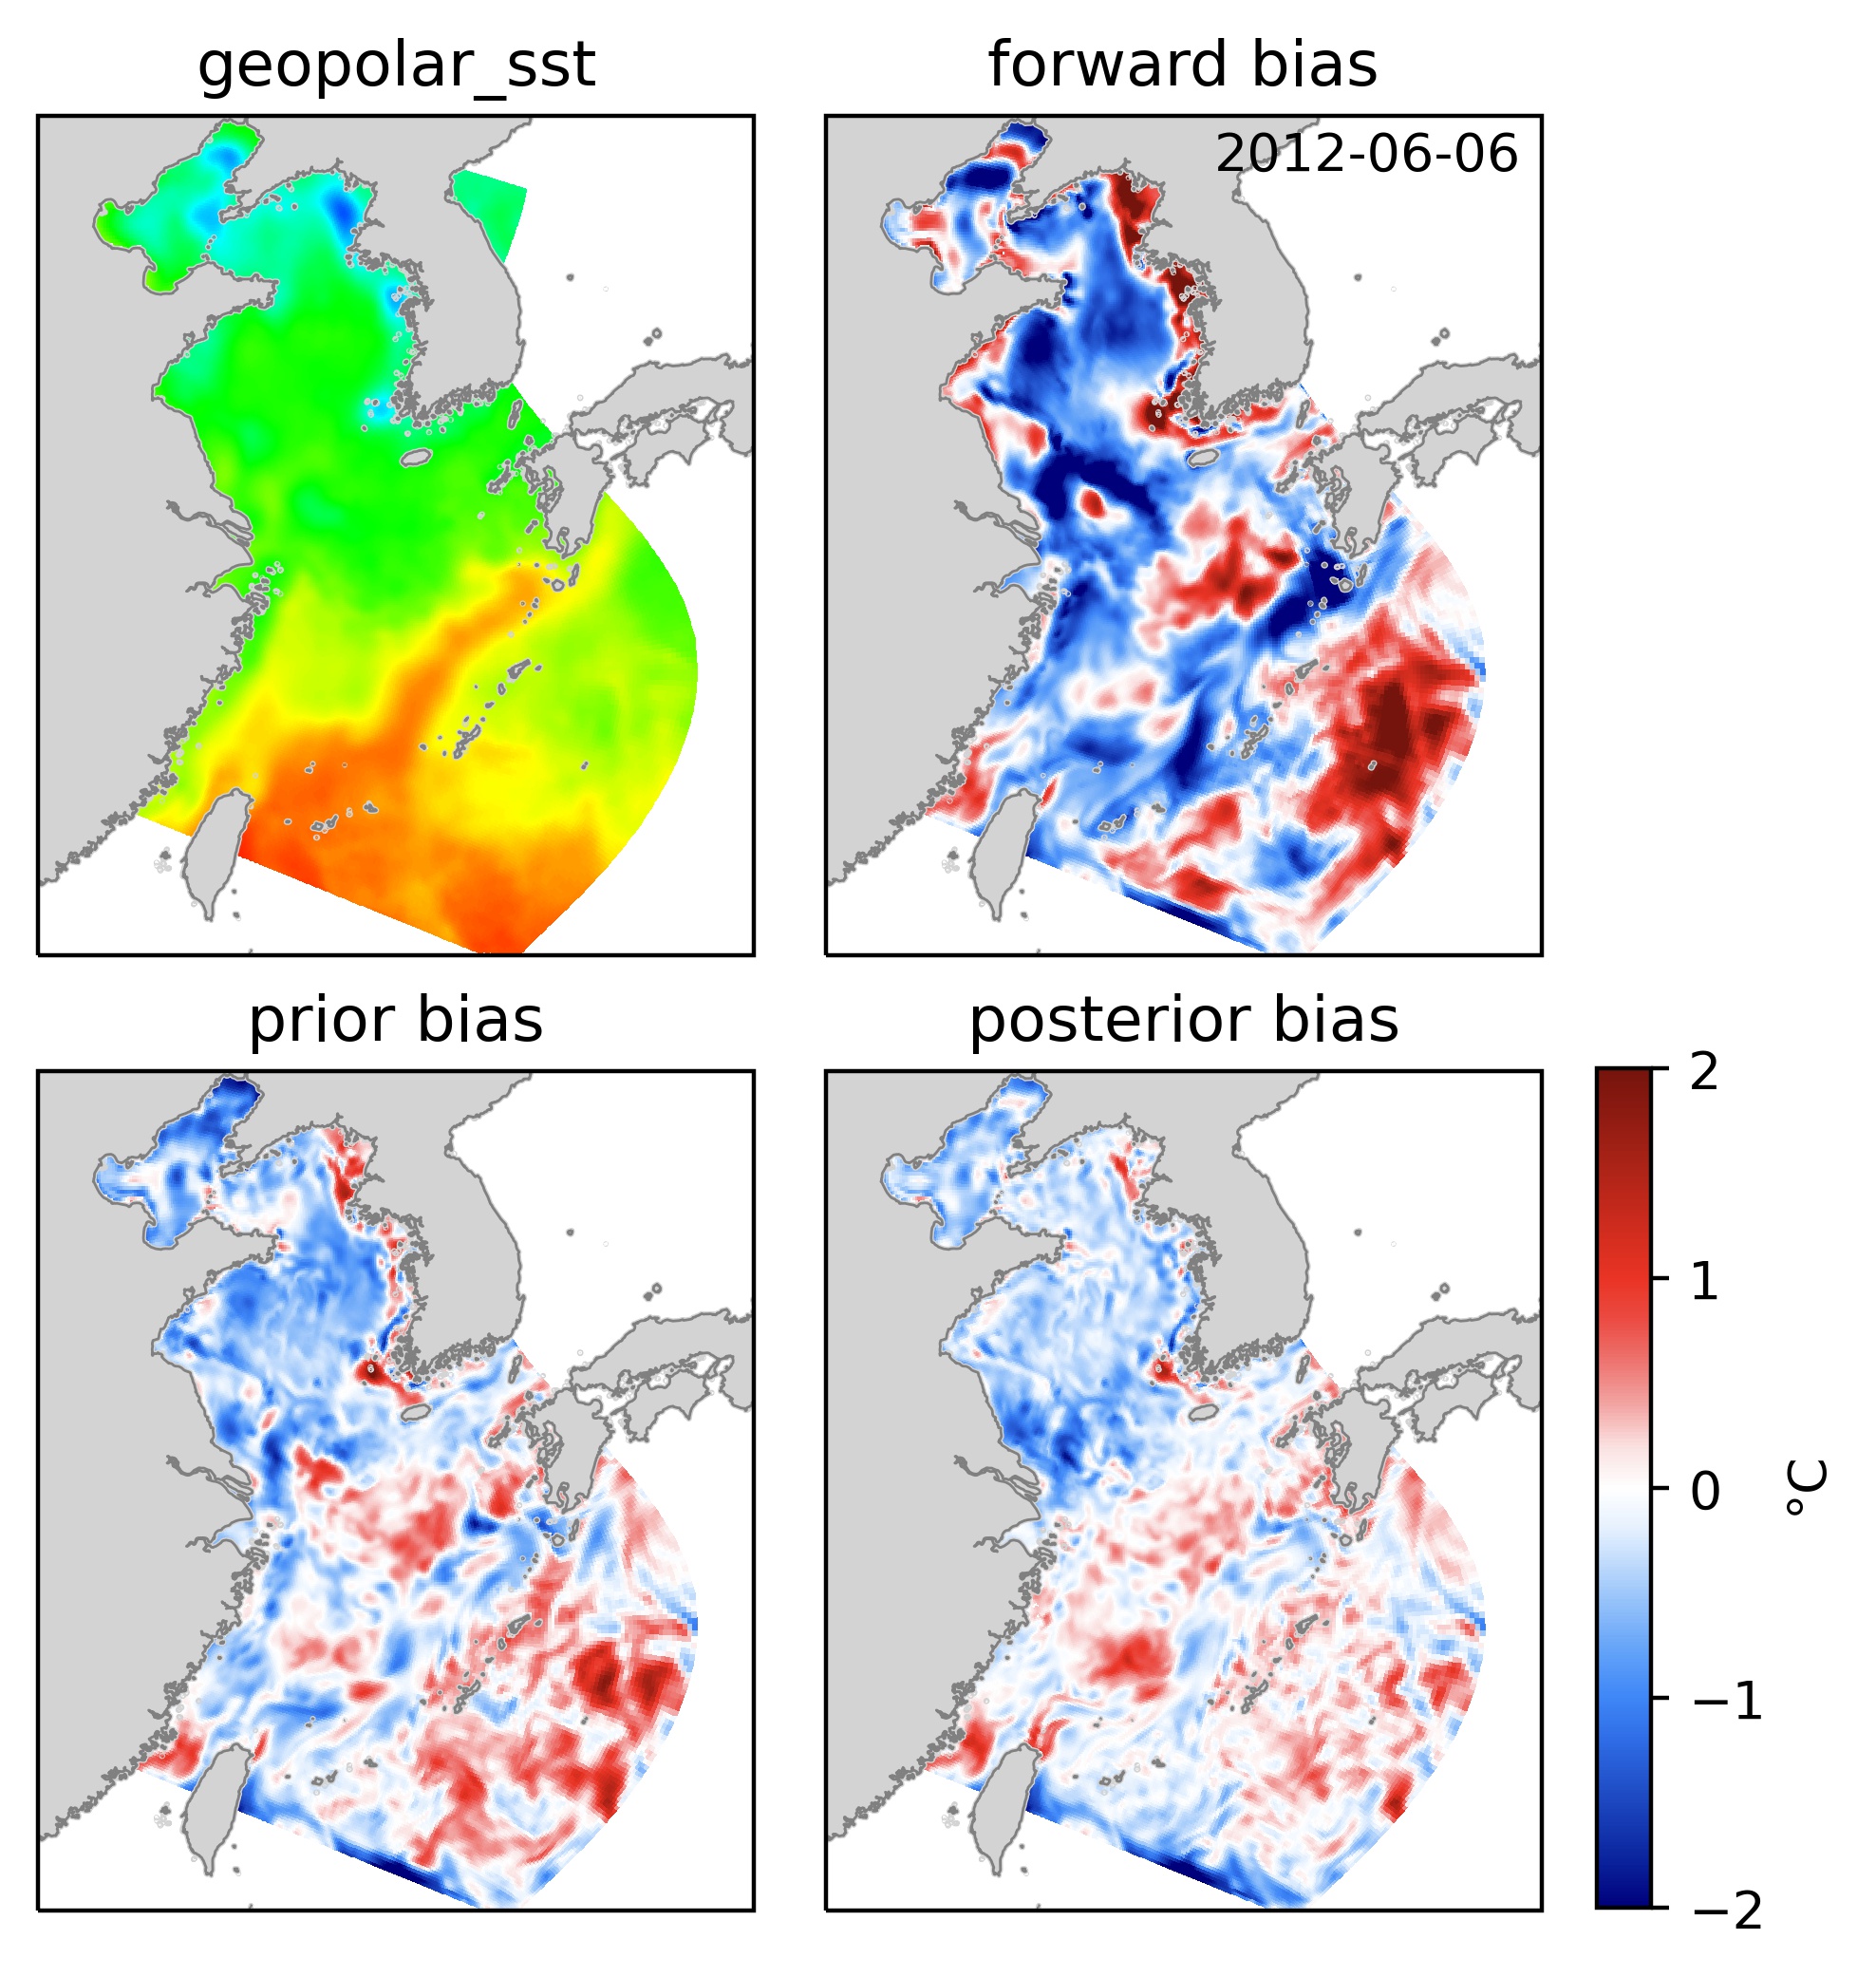 geopolar_sst
forward bias
2012-06-06
prior bias
posterior bias
2
1
0
−1
−2
°C